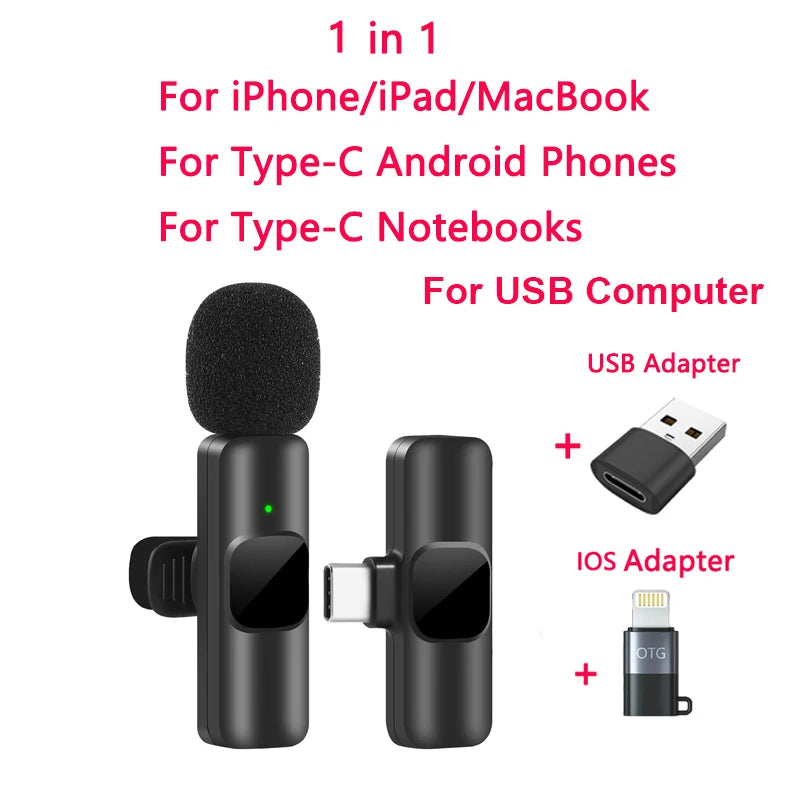 1 in 1
For iPhone/iPad/MacBook
For Type-C Android Phones
For Type-C Notebooks
For USB Computer
USB Adapter
+
IOS Adapter
OTG
+